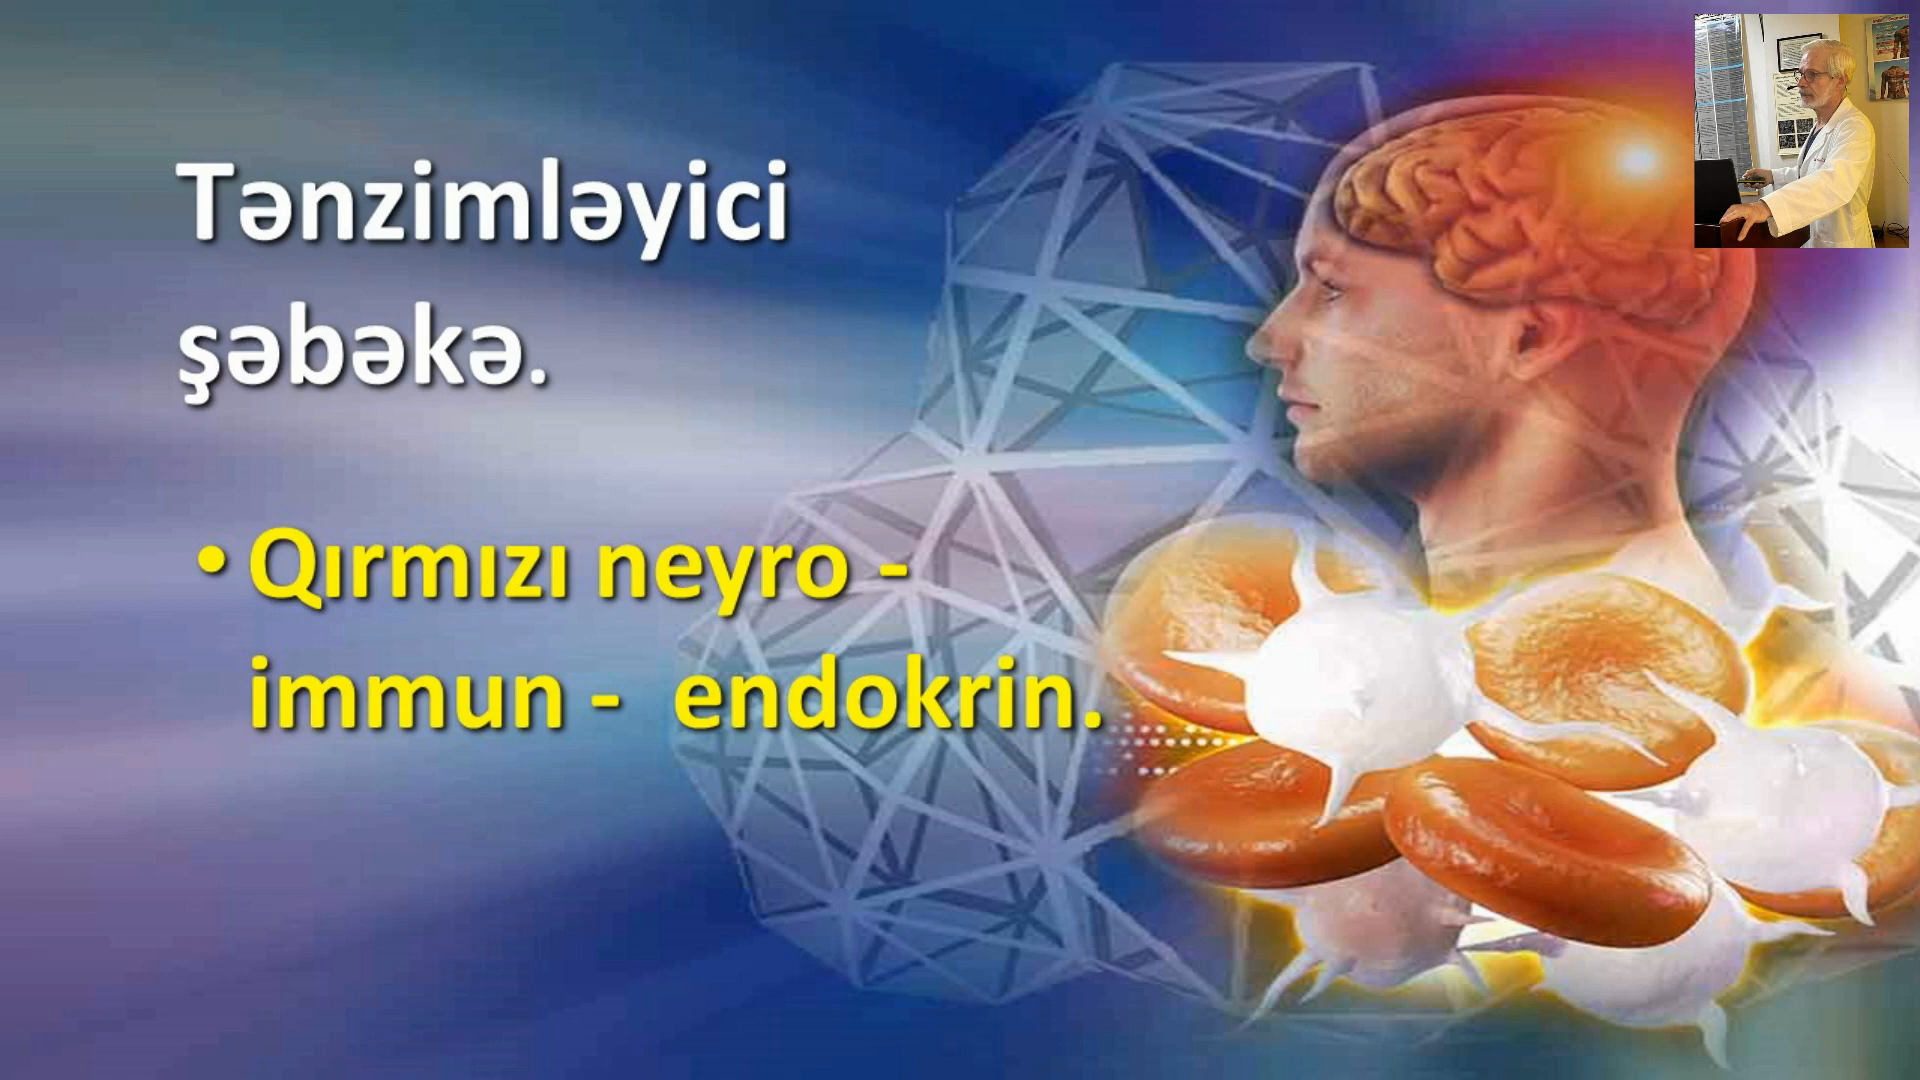 Tənzimləyici
şəbəkə.
• Qırmızı neyro -
immun - endokrin.